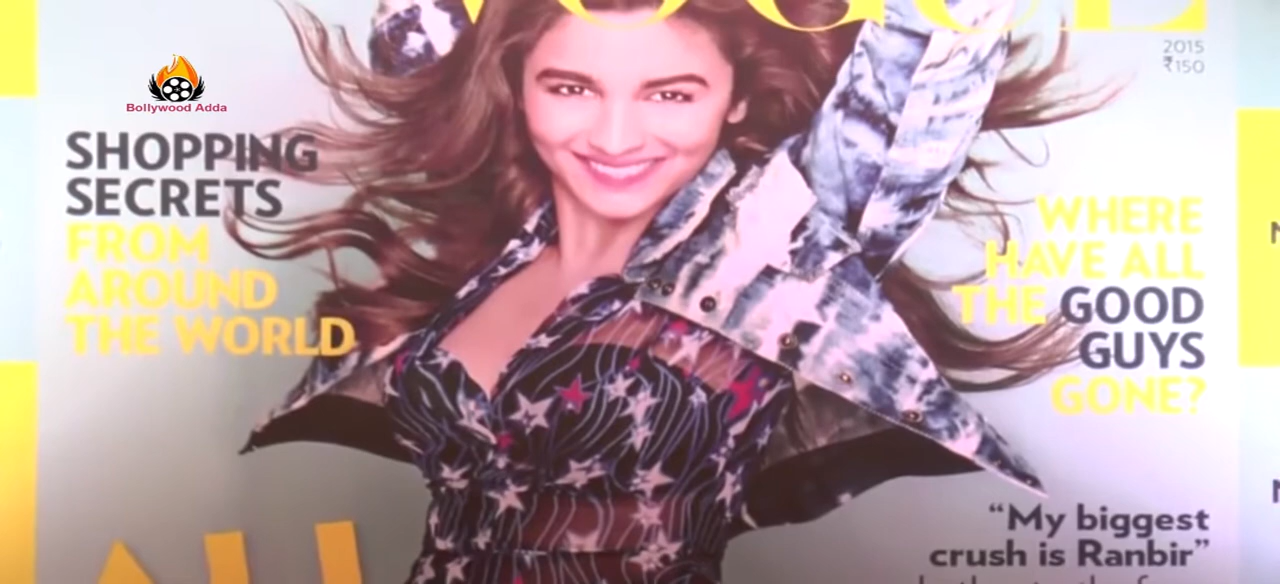 VOGUE
2015
₹150
Bollywood Adda
SHOPPING
SECRETS
FROM
AROUND
THE WORLD
WHERE
HAVE ALL
THE GOOD
GUYS
GONE?
“My biggest
crush is Ranbir”